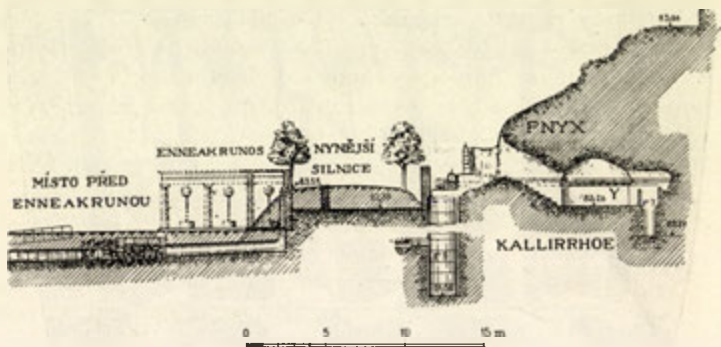 PNYX
ENNEAKRUNOS
NYNĚJŠÍ
SILNICE
MÍSTO PŘED
ENNEAKRUNOU
Y
KALLIRRHOE
0 5 10 15 m